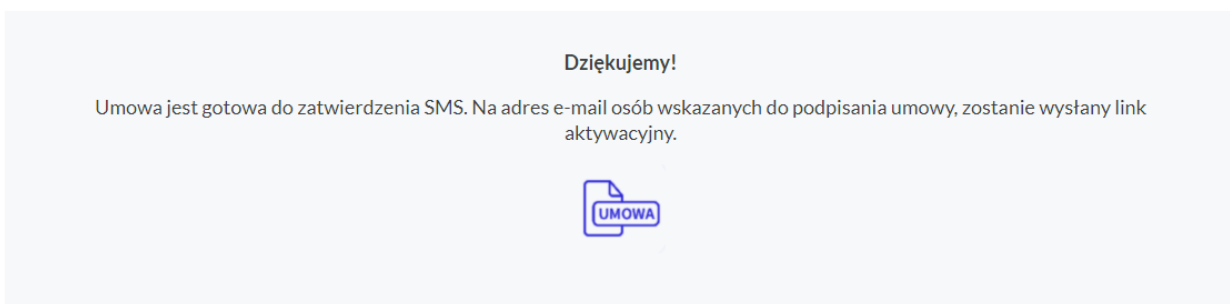 Dziękujemy!
Umowa jest gotowa do zatwierdzenia SMS. Na adres e-mail osób wskazanych do podpisania umowy, zostanie wysłany link
aktywacyjny.
UMOWA